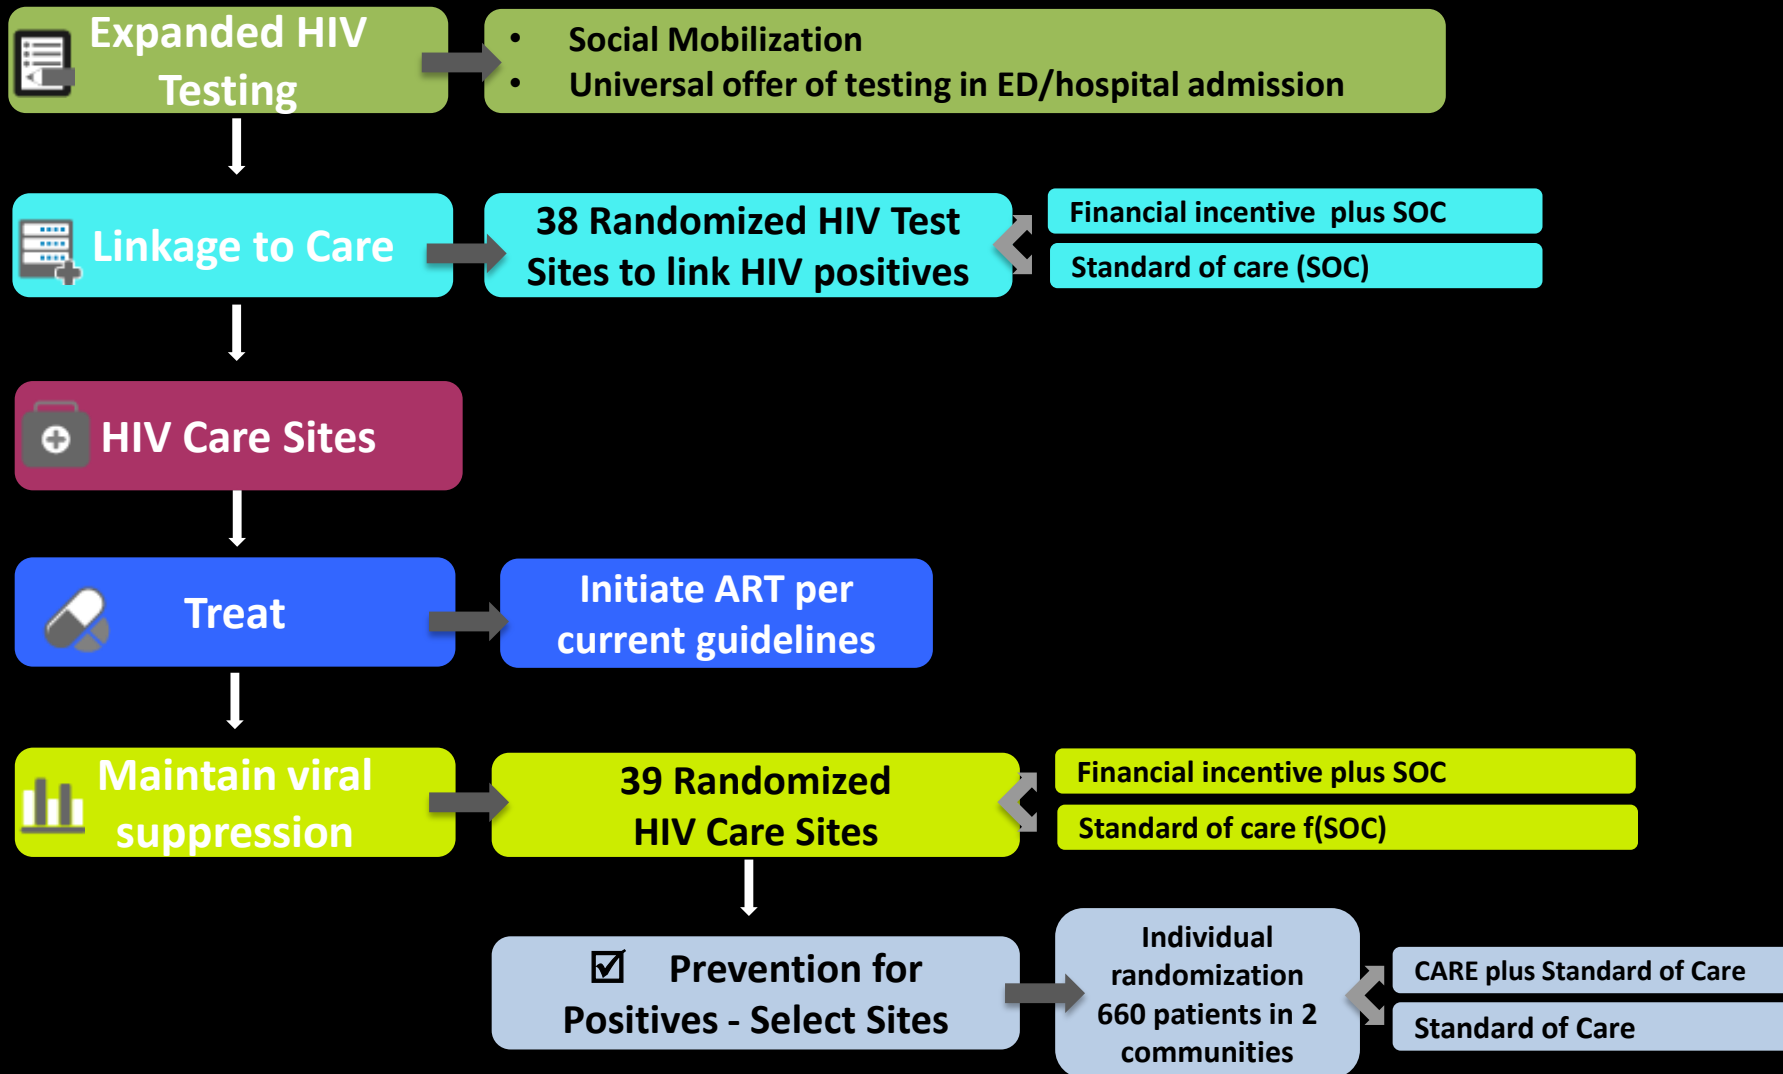 Expanded HIV
Testing
• Social Mobilization
• Universal offer of testing in ED/hospital admission
Linkage to Care
38 Randomized HIV Test
Sites to link HIV positives
Financial incentive plus SOC
Standard of care (SOC)
HIV Care Sites
Treat
Initiate ART per
current guidelines
Maintain viral
suppression
39 Randomized
HIV Care Sites
Financial incentive plus SOC
Standard of care f(SOC)
☑ Prevention for
Positives - Select Sites
Individual
randomization
660 patients in 2
communities
CARE plus Standard of Care
Standard of Care